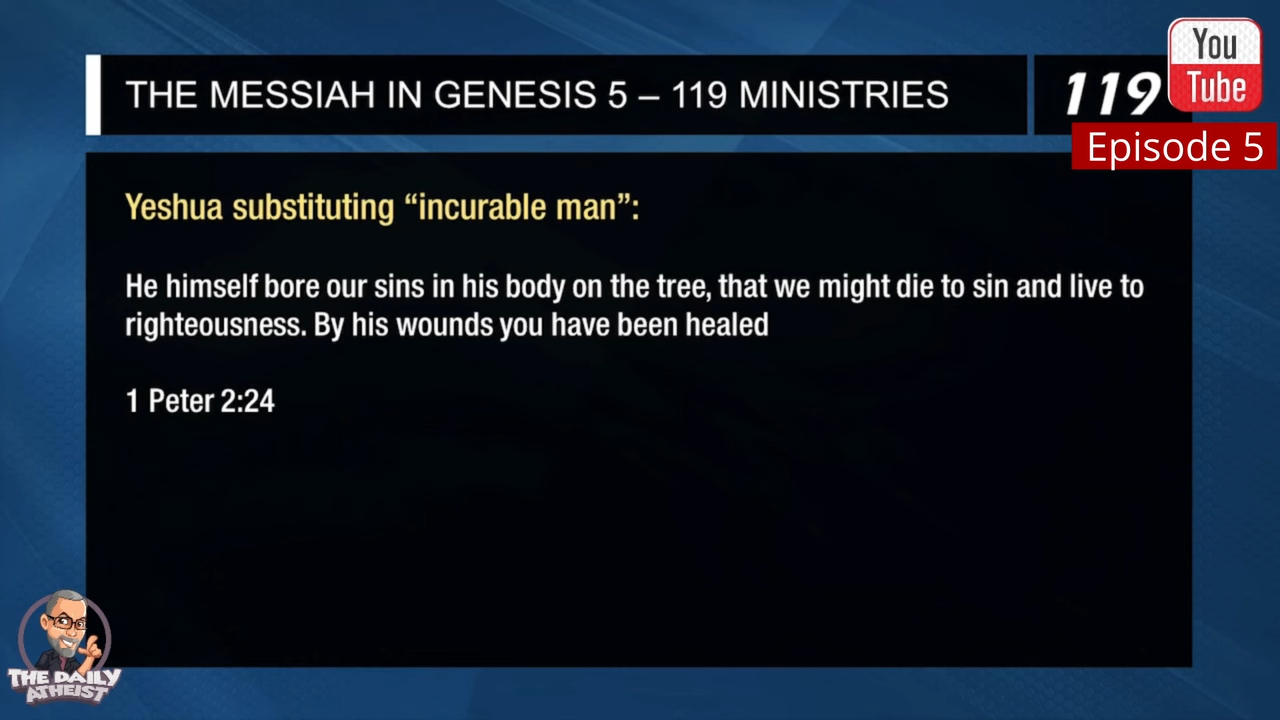 THE MESSIAH IN GENESIS 5 – 119 MINISTRIES
119
You
Tube
Episode 5
Yeshua substituting “incurable man”:
He himself bore our sins in his body on the tree, that we might die to sin and live to
righteousness. By his wounds you have been healed
1 Peter 2:24
THE DAILY
ATHEIST